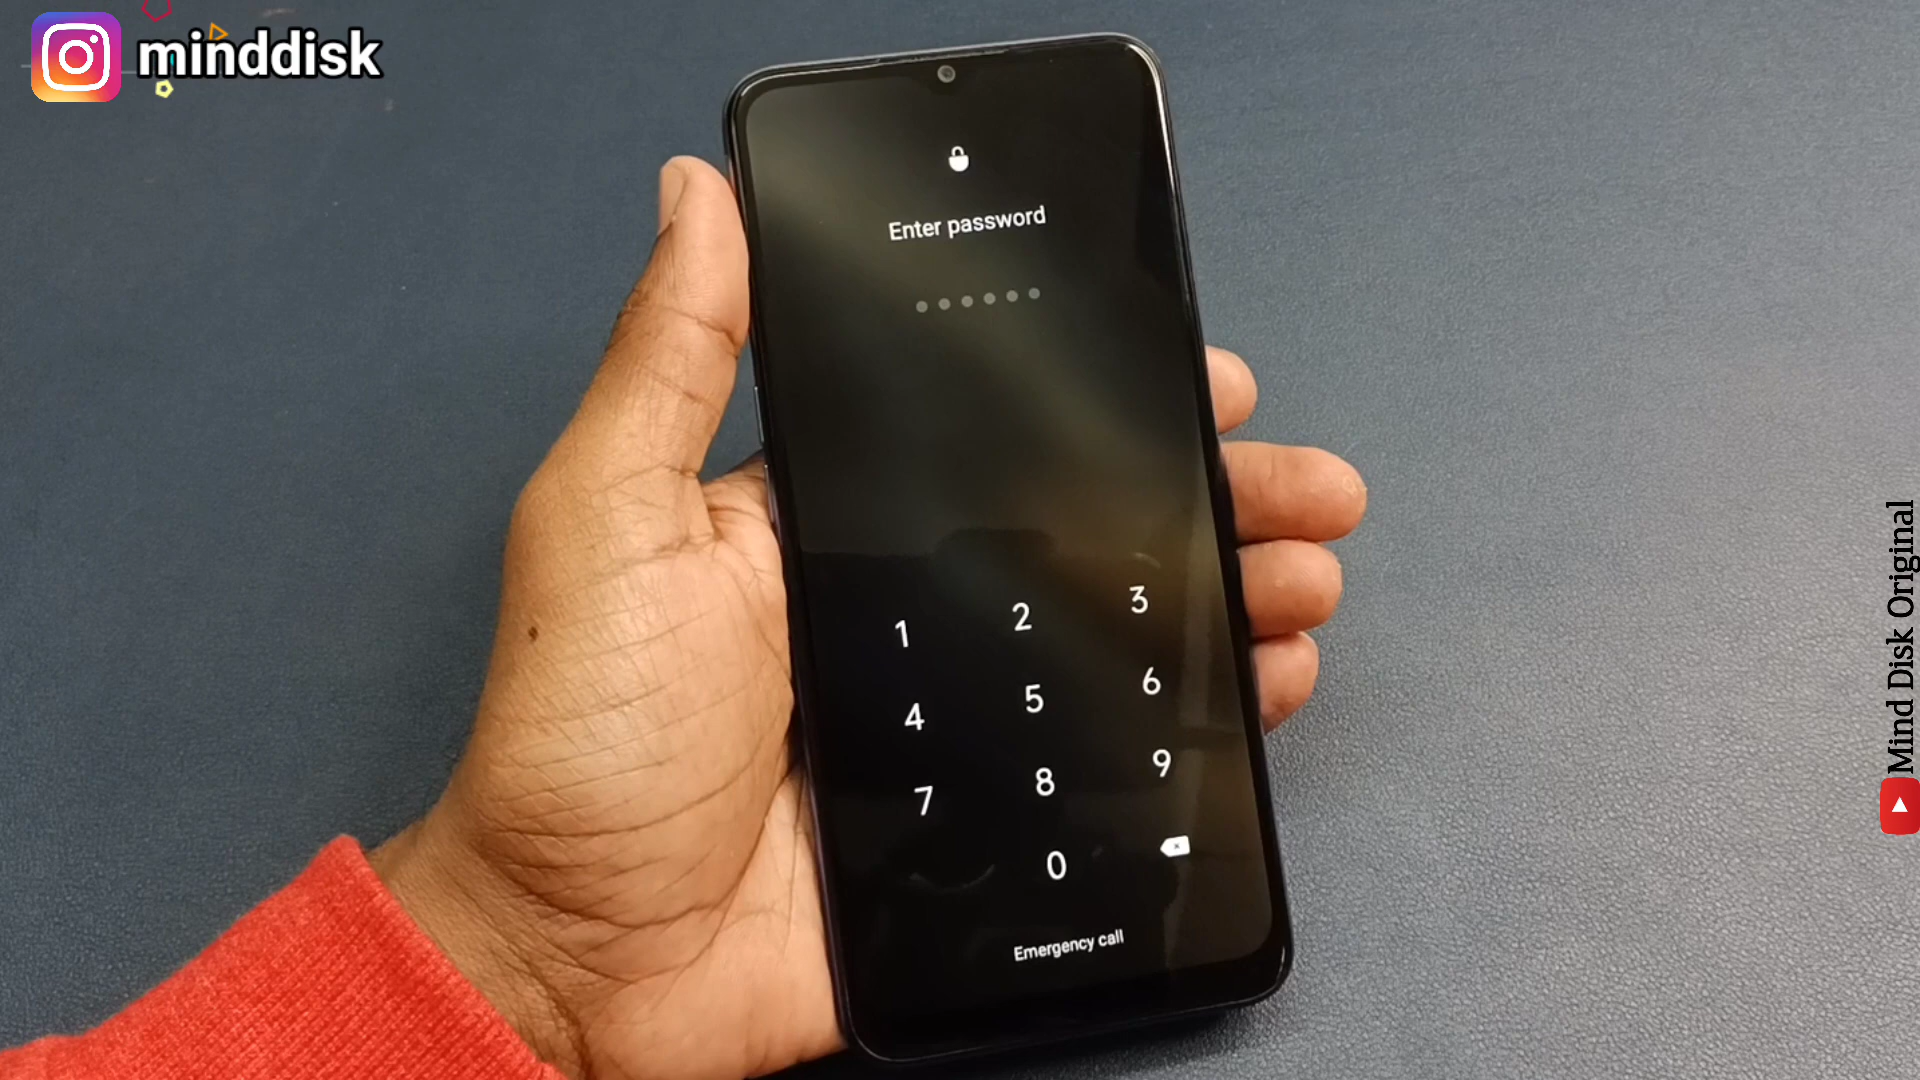 minddisk
Enter password
1 2 3
4 5 6
7 8 9
0
Emergency call
Mind Disk Original